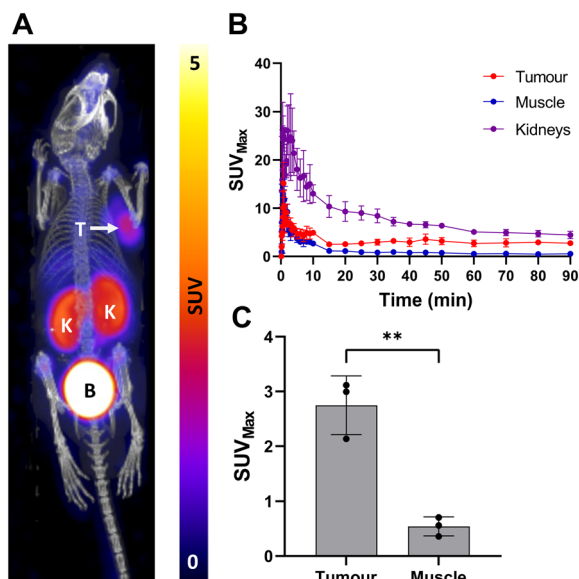 A
5
T
K
K
B
SUV
0
B
SUVMax
40
30
20
10
0
Tumour
Muscle
Kidneys
0 10 20 30 40 50 60 70 80 90
Time (min)
C
SUVMax
4
3
2
1
0
**
Tumour Muscle